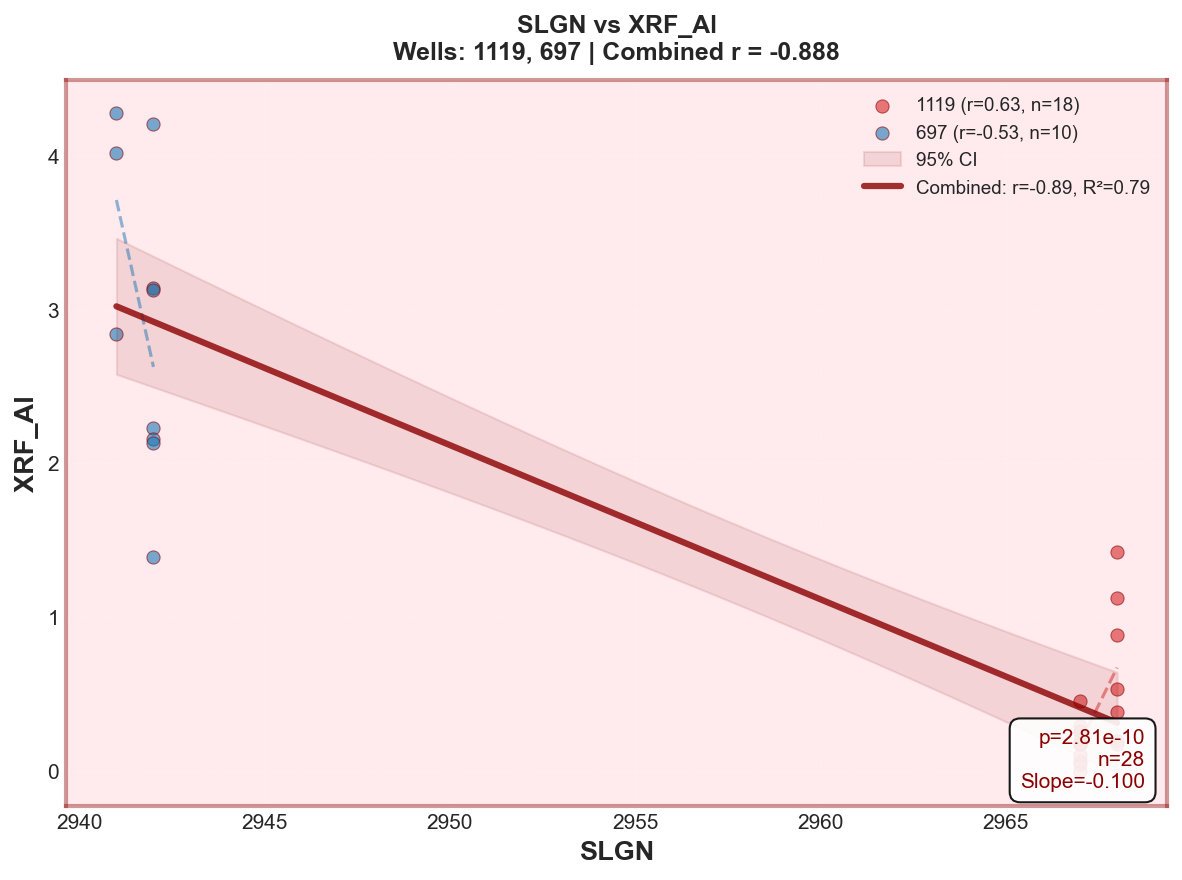 SLGN vs XRF_Al
Wells: 1119, 697 | Combined r = -0.888
1119 (r=0.63, n=18)
697 (r=-0.53, n=10)
95% CI
Combined: r=-0.89, R²=0.79
XRF_Al
4
3
2
1
0
p=2.81e-10
n=28
Slope=-0.100
2940
2945
2950
2955
2960
2965
SLGN